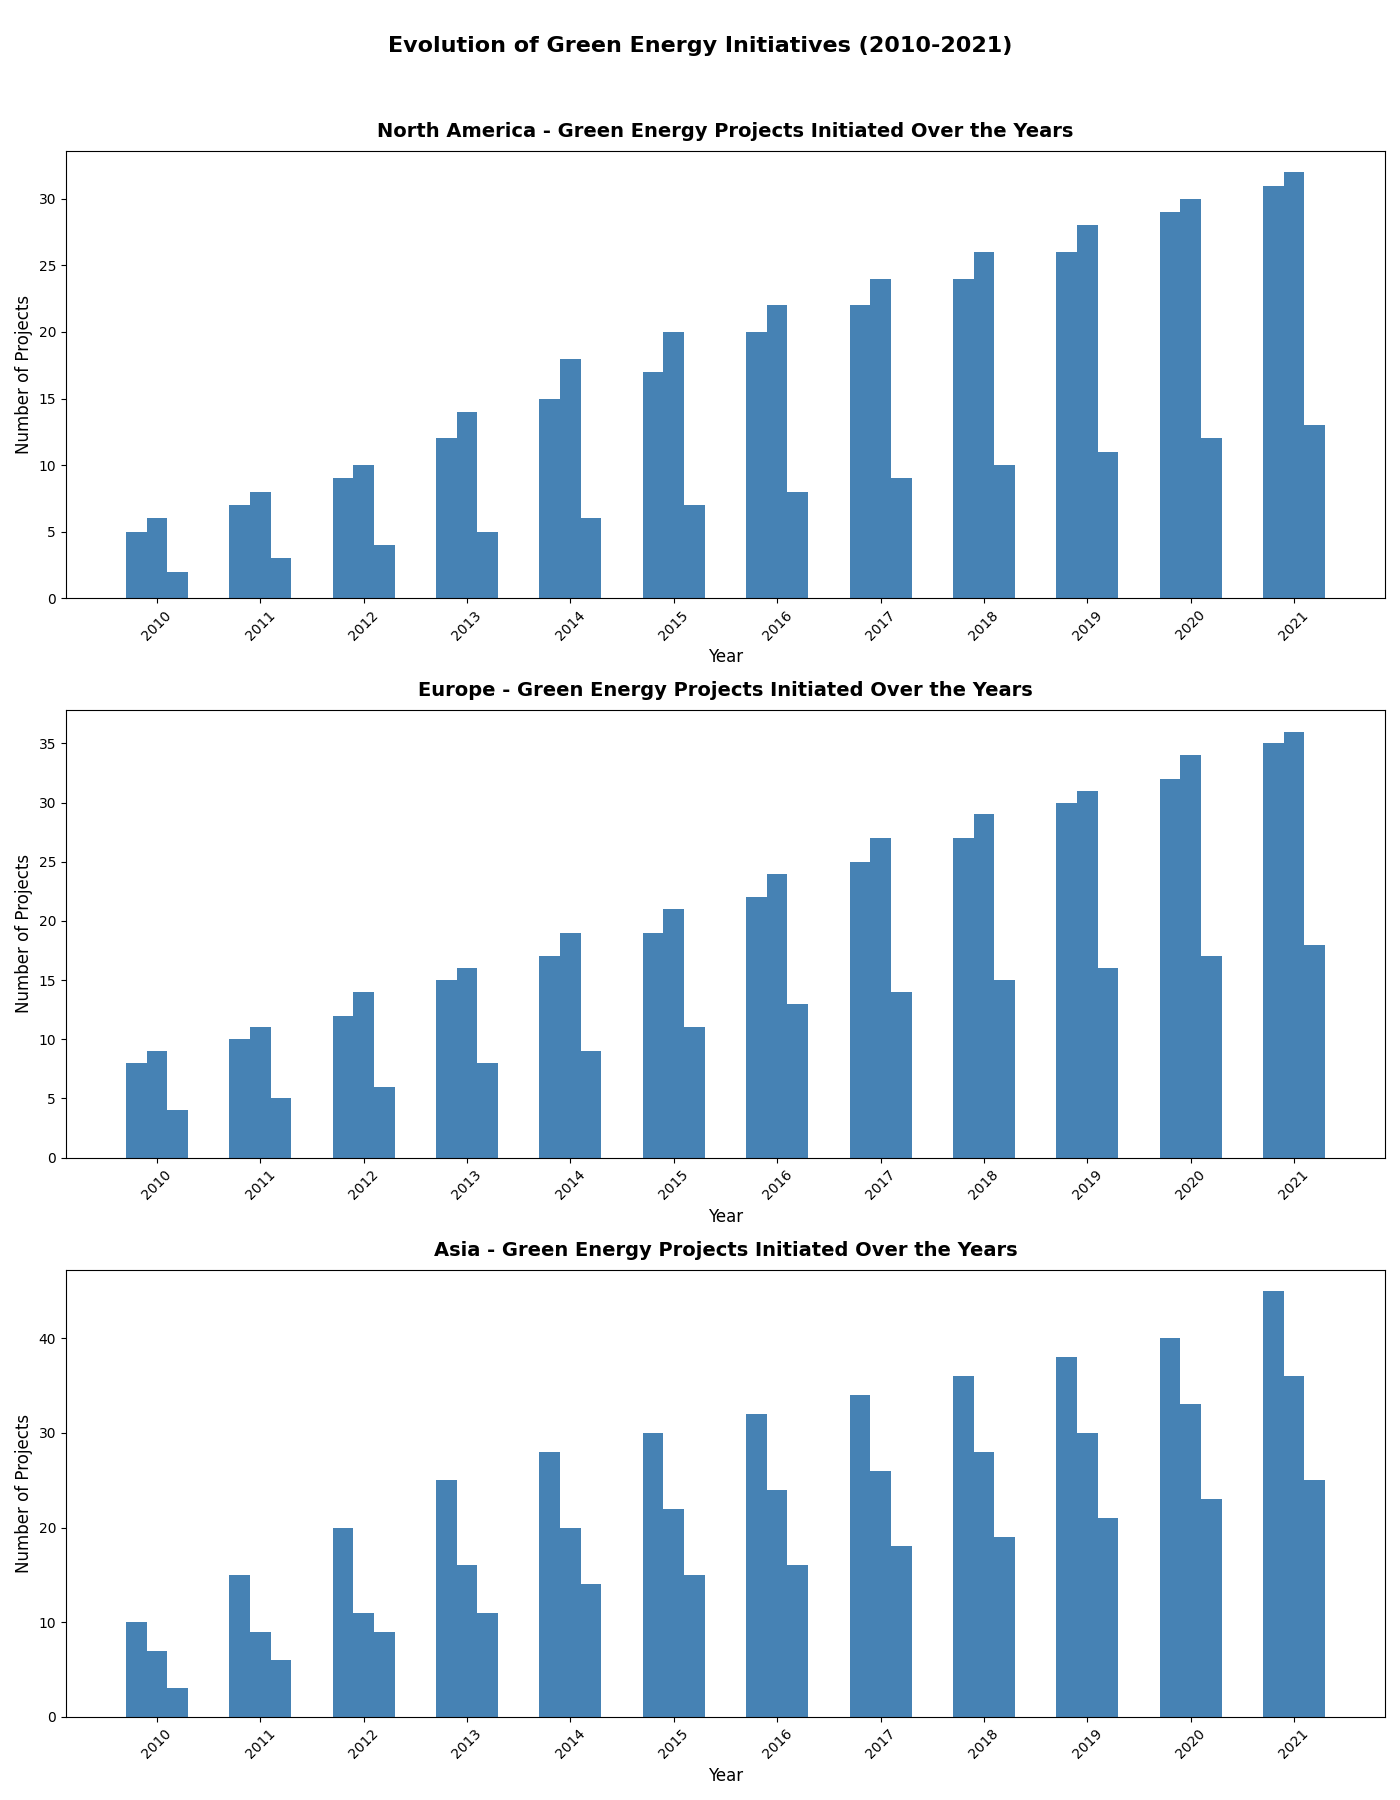 Evolution of Green Energy Initiatives (2010-2021)
North America - Green Energy Projects Initiated Over the Years
Number of Projects
30
25
20
15
10
5
0
2010 2011 2012 2013 2014 2015 2016 2017 2018 2019 2020 2021
Year
Europe - Green Energy Projects Initiated Over the Years
Number of Projects
35
30
25
20
15
10
5
0
2010 2011 2012 2013 2014 2015 2016 2017 2018 2019 2020 2021
Year
Asia - Green Energy Projects Initiated Over the Years
Number of Projects
40
30
20
10
0
2010 2011 2012 2013 2014 2015 2016 2017 2018 2019 2020 2021
Year